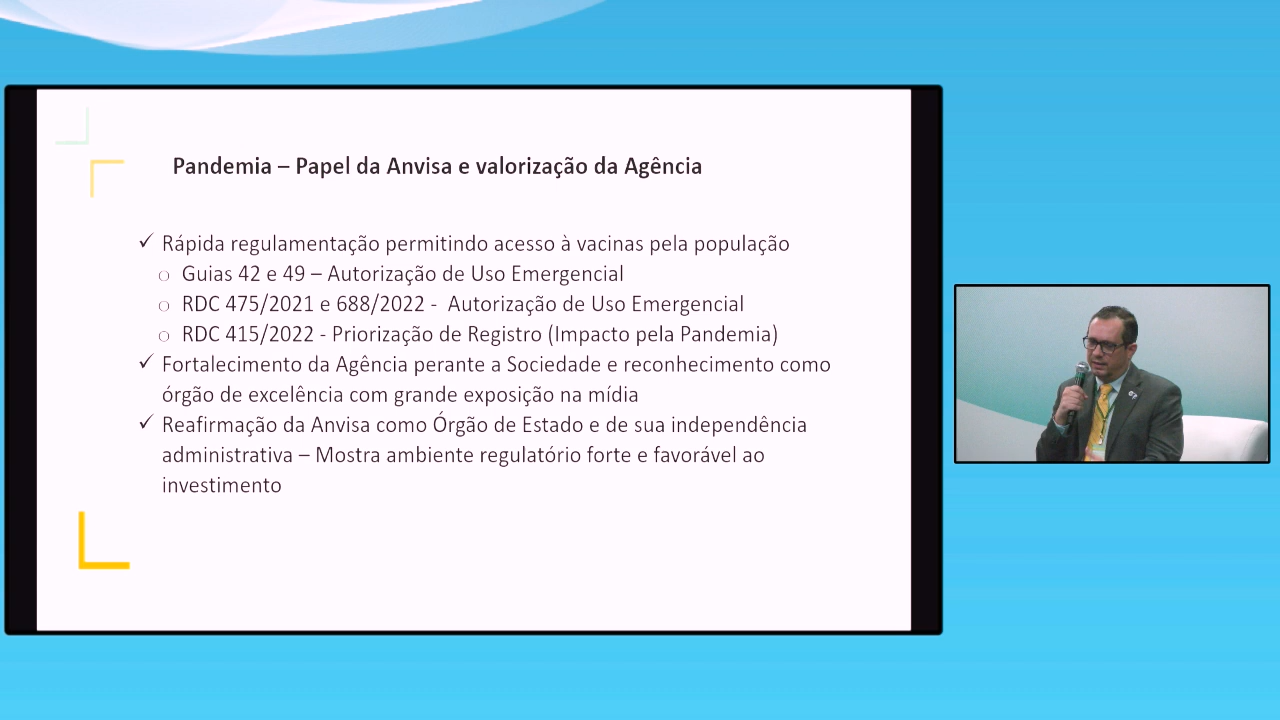 Pandemia – Papel da Anvisa e valorização da Agência
✓ Rápida regulamentação permitindo acesso à vacinas pela população
○ Guias 42 e 49 – Autorização de Uso Emergencial
○ RDC 475/2021 e 688/2022 - Autorização de Uso Emergencial
○ RDC 415/2022 - Priorização de Registro (Impacto pela Pandemia)
✓ Fortalecimento da Agência perante a Sociedade e reconhecimento como
órgão de excelência com grande exposição na mídia
✓ Reafirmação da Anvisa como Órgão de Estado e de sua independência
administrativa – Mostra ambiente regulatório forte e favorável ao
investimento